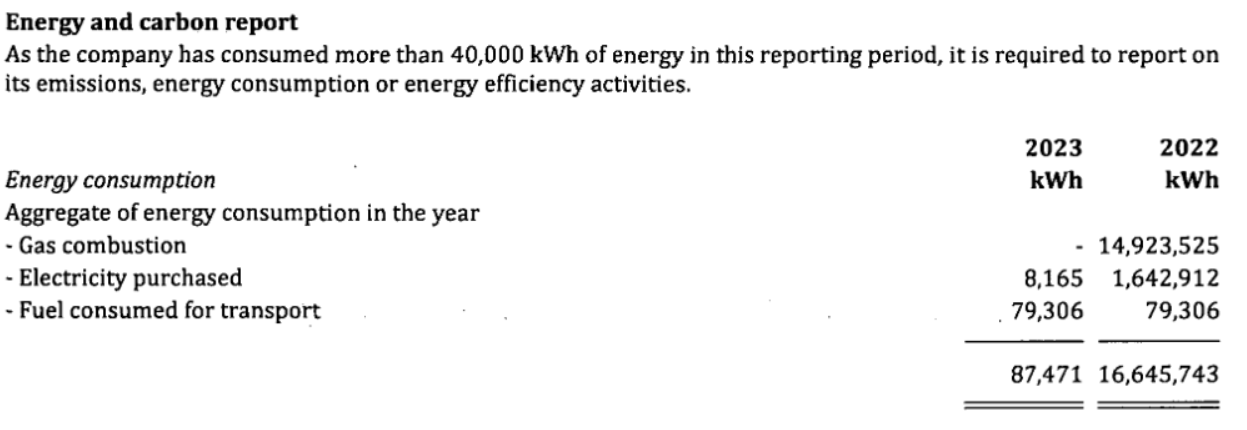 Energy and carbon report
As the company has consumed more than 40,000 kWh of energy in this reporting period, it is required to report on
its emissions, energy consumption or energy efficiency activities.
2023 2022
Energy consumption kWh kWh
Aggregate of energy consumption in the year
- Gas combustion - 14,923,525
- Electricity purchased 8,165 1,642,912
- Fuel consumed for transport 79,306 79,306
87,471 16,645,743